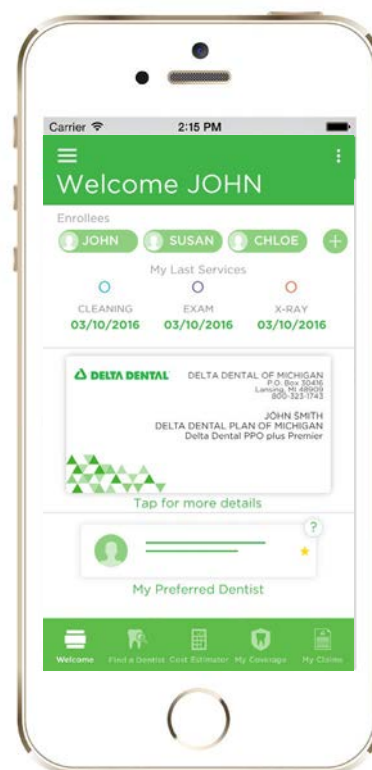 Carrier 2:15 PM
Welcome JOHN
Enrollees
JOHN SUSAN CHLOE +
My Last Services
CLEANING EXAM X-RAY
03/10/2016 03/10/2016 03/10/2016
DELTA DENTAL DELTA DENTAL OF MICHIGAN
P.O. Box 30416
Lansing, MI 48909
800-323-1743
JOHN SMITH
DELTA DENTAL PLAN OF MICHIGAN
Delta Dental PPO plus Premier
Tap for more details
?
My Preferred Dentist
Welcome Find a Dentist Cost Estimator My Coverage My Claims